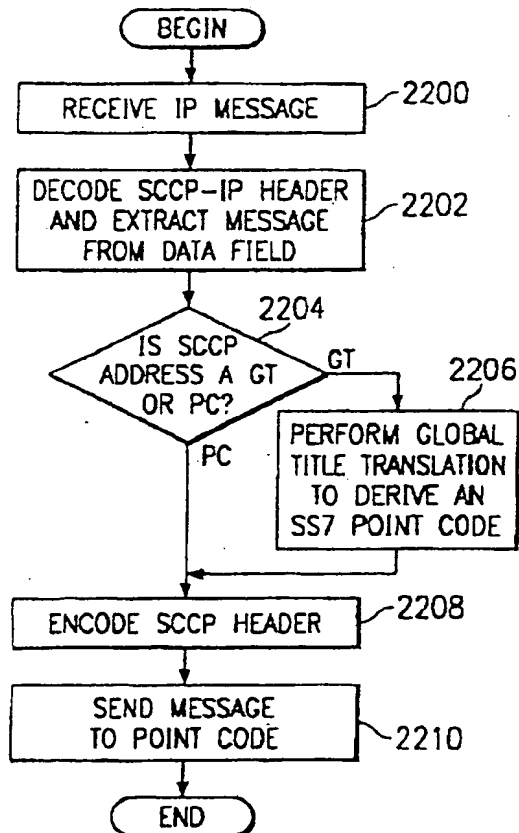 BEGIN
RECEIVE IP MESSAGE
2200
DECODE SCCP-IP HEADER
AND EXTRACT MESSAGE
FROM DATA FIELD
2202
IS SCCP
ADDRESS A GT
OR PC?
2204
GT
PC
2206
PERFORM GLOBAL
TITLE TRANSLATION
TO DERIVE AN
SS7 POINT CODE
ENCODE SCCP HEADER
2208
SEND MESSAGE
TO POINT CODE
2210
END